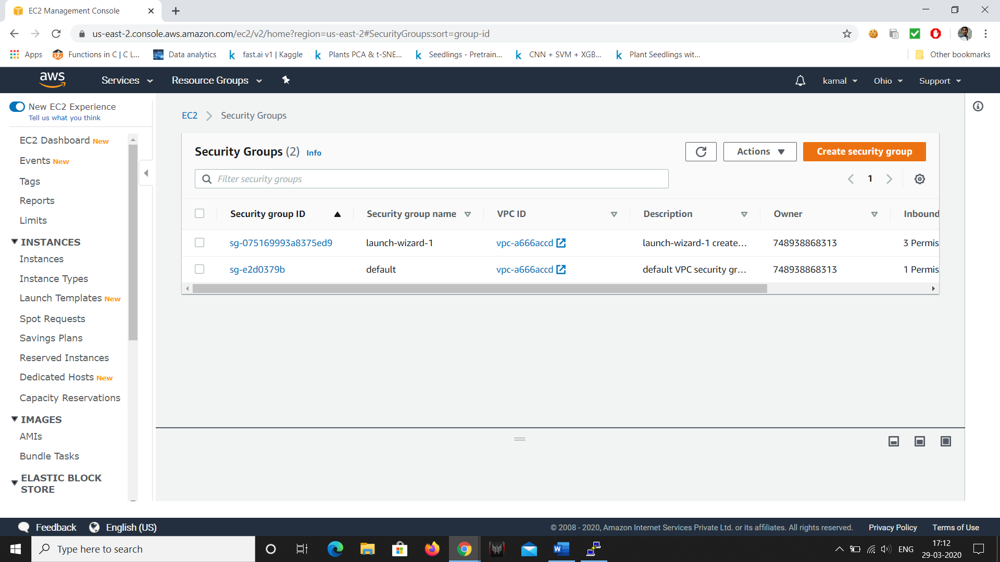 EC2 Management Console
us-east-2.console.aws.amazon.com/ec2/v2/home?region=us-east-2#SecurityGroups:sort=group-id
Apps Functions in C | C L... Data analytics fast.ai v1 | Kaggle Plants PCA & t-SNE... Seedlings - Pretrain... CNN + SVM + XGB... Plant Seedlings wit... Other bookmarks
aws Services Resource Groups kamal Ohio Support
New EC2 Experience
Tell us what you think
EC2 Dashboard New
Events New
Tags
Reports
Limits
INSTANCES
Instances
Instance Types
Launch Templates New
Spot Requests
Savings Plans
Reserved Instances
Dedicated Hosts New
Capacity Reservations
IMAGES
AMIs
Bundle Tasks
ELASTIC BLOCK
STORE
EC2 Security Groups
Security Groups (2) Info Actions Create security group
Filter security groups 1
Security group ID Security group name VPC ID Description Owner Inbound
sg-075169993a8375ed9 launch-wizard-1 vpc-a666accd launch-wizard-1 create... 748938868313 3 Permis
sg-e2d0379b default vpc-a666accd default VPC security gr... 748938868313 1 Permis
Feedback English (US) © 2008 - 2020, Amazon Internet Services Private Ltd. or its affiliates. All rights reserved. Privacy Policy Terms of Use
Type here to search ENG 17:12
29-03-2020